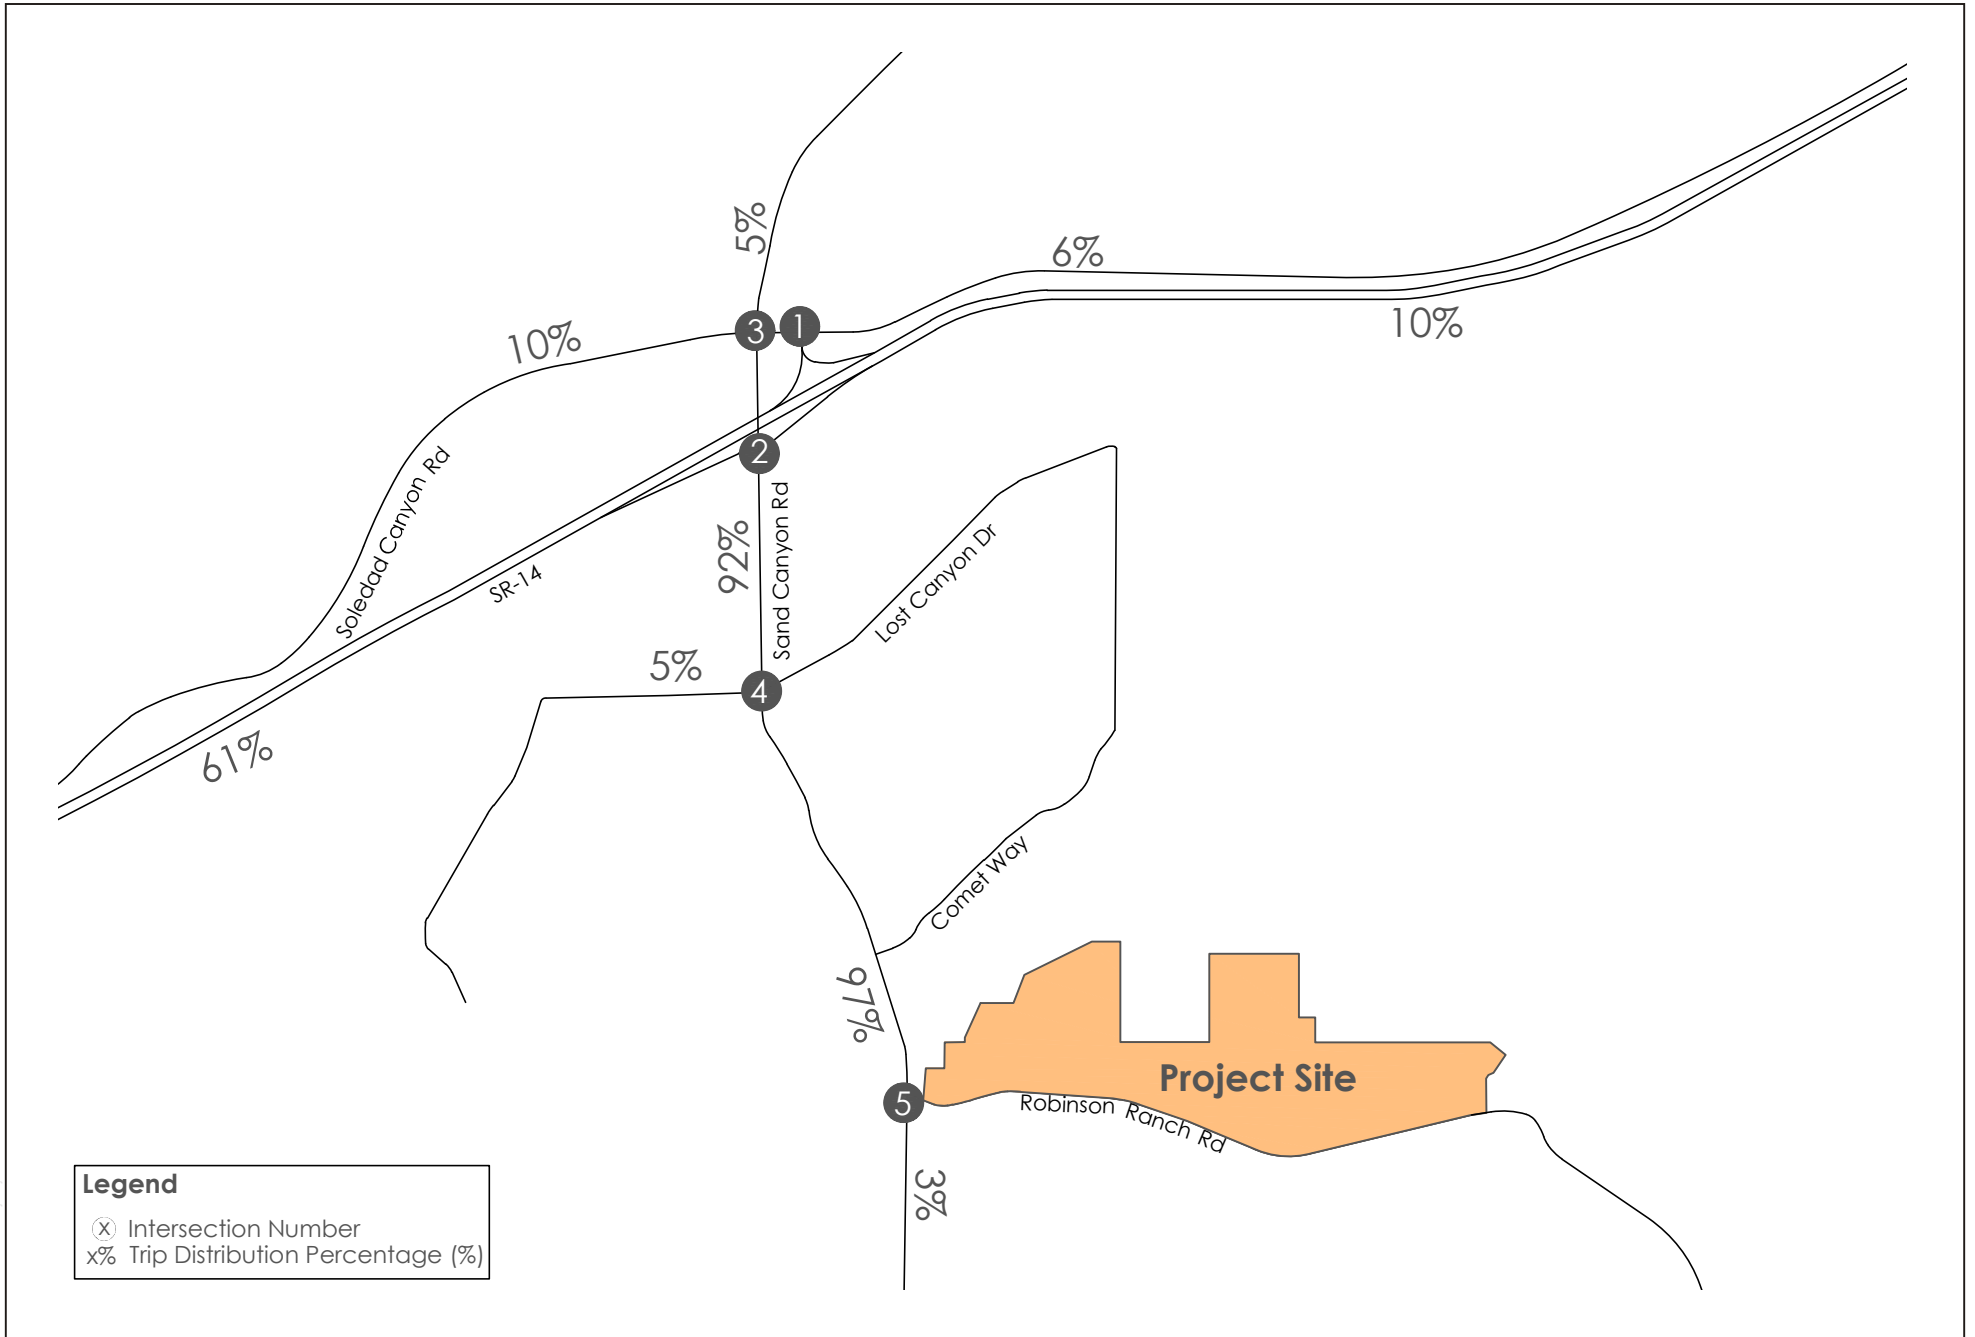 5%
6%
10%
10%
3
1
2
Soledad Canyon Rd
SR-14
92%
Sand Canyon Rd
Lost Canyon Dr
5%
4
61%
Comet Way
97%
Project Site
5
Robinson Ranch Rd
3%
Legend
X Intersection Number
x% Trip Distribution Percentage (%)